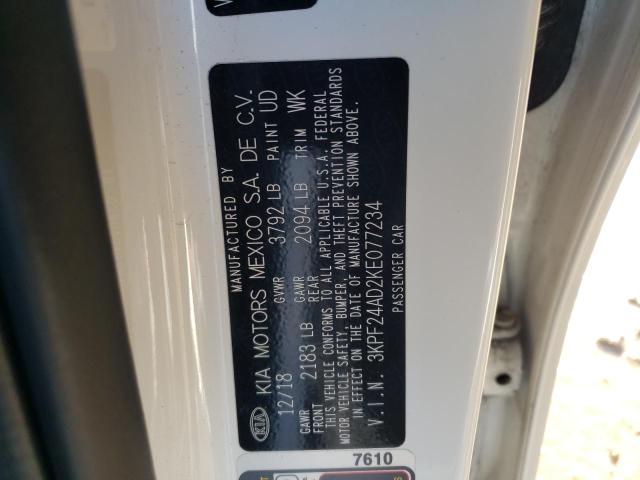 MANUFACTURED BY
KIA KIA MOTORS MEXICO S.A. DE C.V.
12/18 GVWR 3792 LB PAINT UD
GAWR FRONT 2183 LB GAWR REAR 2094 LB TRIM WK
THIS VEHICLE CONFORMS TO ALL APPLICABLE U.S.A. FEDERAL
MOTOR VEHICLE SAFETY, BUMPER, AND THEFT PREVENTION STANDARDS
IN EFFECT ON THE DATE OF MANUFACTURE SHOWN ABOVE.
V.I.N. 3KPF24AD2KE077234
PASSENGER CAR
7610